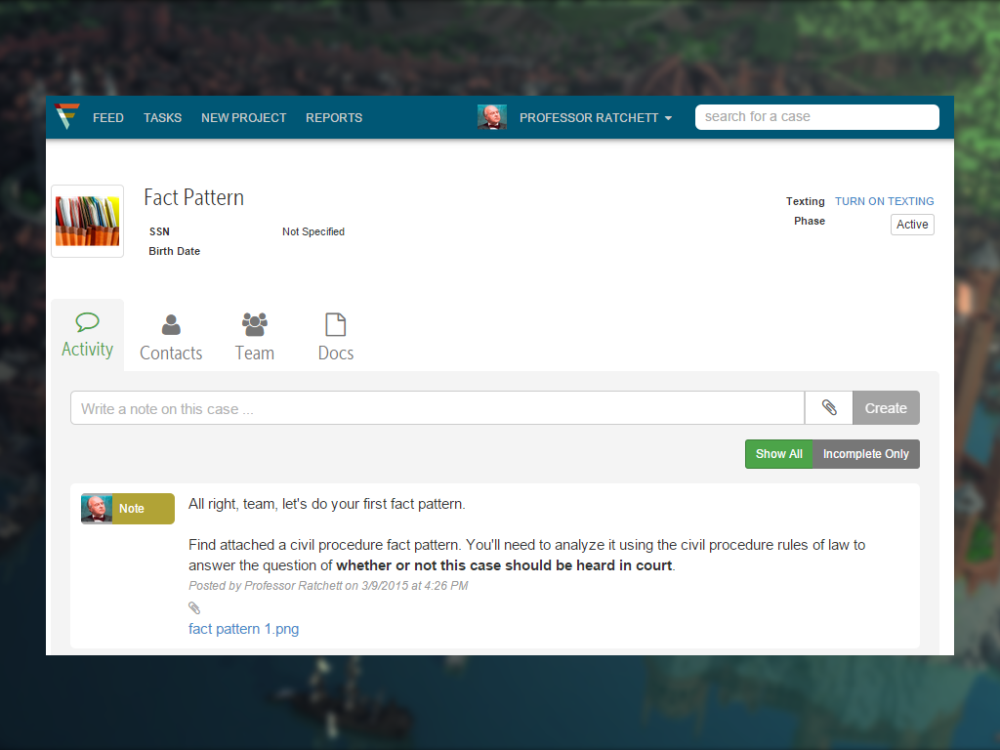 FEED TASKS NEW PROJECT REPORTS PROFESSOR RATCHETT search for a case
Fact Pattern
Texting TURN ON TEXTING
Phase Active
SSN Not Specified
Birth Date
Activity Contacts Team Docs
Write a note on this case ... Create
Show All Incomplete Only
Note
All right, team, let's do your first fact pattern.
Find attached a civil procedure fact pattern. You'll need to analyze it using the civil procedure rules of law to
answer the question of whether or not this case should be heard in court.
Posted by Professor Ratchett on 3/9/2015 at 4:26 PM
fact pattern 1.png